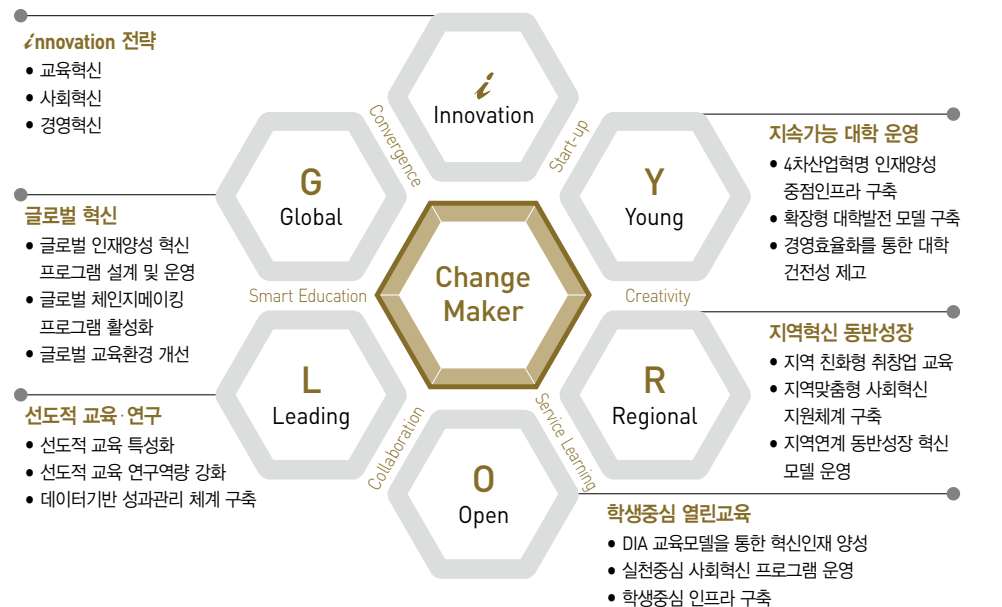 innovation 전략
• 교육혁신
• 사회혁신
• 경영혁신
글로벌 혁신
• 글로벌 인재양성 혁신
프로그램 설계 및 운영
• 글로벌 체인지메이킹
프로그램 활성화
• 글로벌 교육환경 개선
선도적 교육·연구
• 선도적 교육 특성화
• 선도적 교육 연구역량 강화
• 데이터기반 성과관리 체계 구축
i
Innovation
Convergence
Start-up
G
Global
Y
Young
Change
Maker
Smart Education
Creativity
L
Leading
R
Regional
Collaboration
Service Learning
O
Open
지속가능 대학 운영
• 4차산업혁명 인재양성
중점인프라 구축
• 확장형 대학발전 모델 구축
• 경영효율화를 통한 대학
건전성 제고
지역혁신 동반성장
• 지역 친화형 취창업 교육
• 지역맞춤형 사회혁신
지원체계 구축
• 지역연계 동반성장 혁신
모델 운영
학생중심 열린교육
• DIA 교육모델을 통한 혁신인재 양성
• 실천중심 사회혁신 프로그램 운영
• 학생중심 인프라 구축